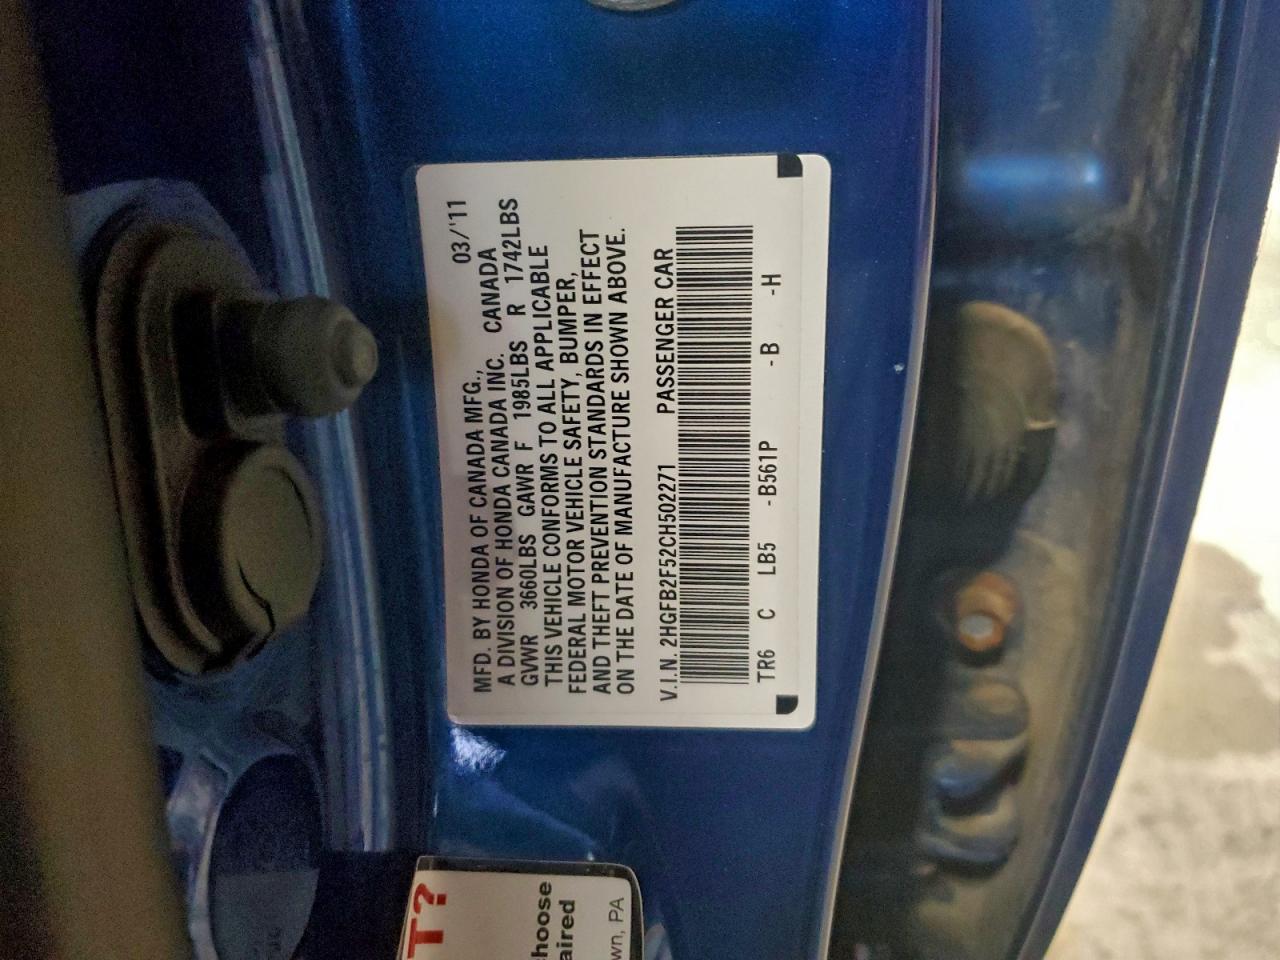 03/'11
MFD. BY HONDA OF CANADA MFG.,
A DIVISION OF HONDA CANADA INC. CANADA
GVWR 3660LBS GAWR F 1985LBS R 1742LBS
THIS VEHICLE CONFORMS TO ALL APPLICABLE
FEDERAL MOTOR VEHICLE SAFETY, BUMPER,
AND THEFT PREVENTION STANDARDS IN EFFECT
ON THE DATE OF MANUFACTURE SHOWN ABOVE.
V.I.N. 2HGFB2F52CH502271 PASSENGER CAR
TR6 C LB5 -B561P -B -H
T?
hoose
aired
wn, PA